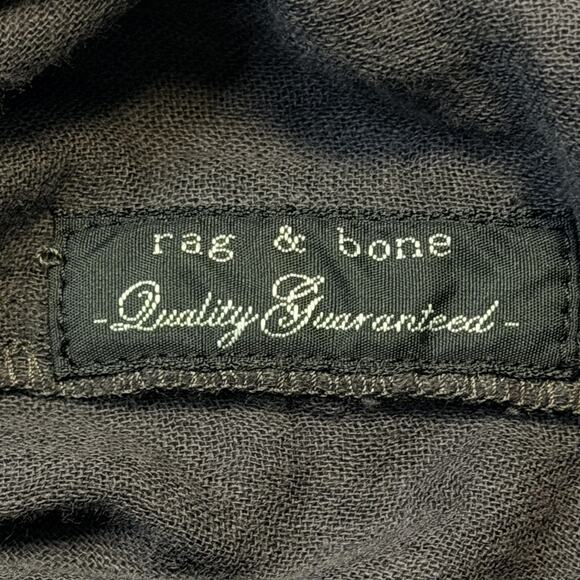 rag & bone
- Quality Guaranteed -